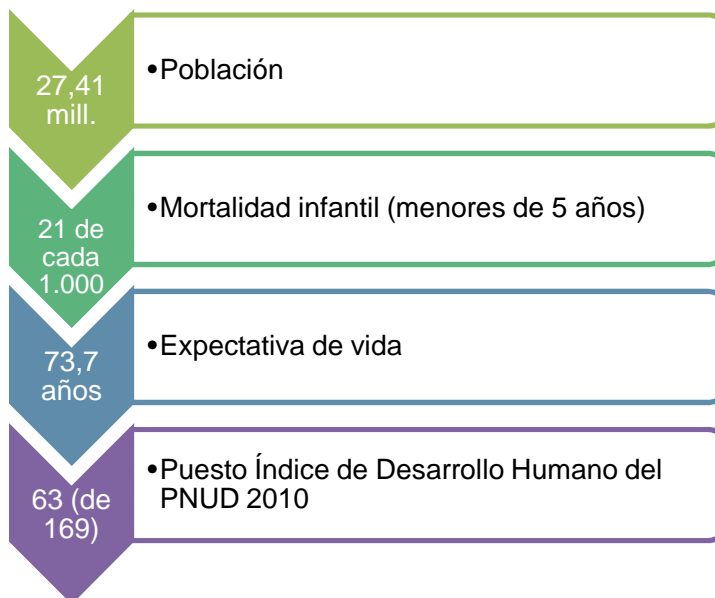 27,41
mill.
•Población
21 de
cada
1.000
•Mortalidad infantil (menores de 5 años)
73,7
años
•Expectativa de vida
63 (de
169)
•Puesto Índice de Desarrollo Humano del
PNUD 2010